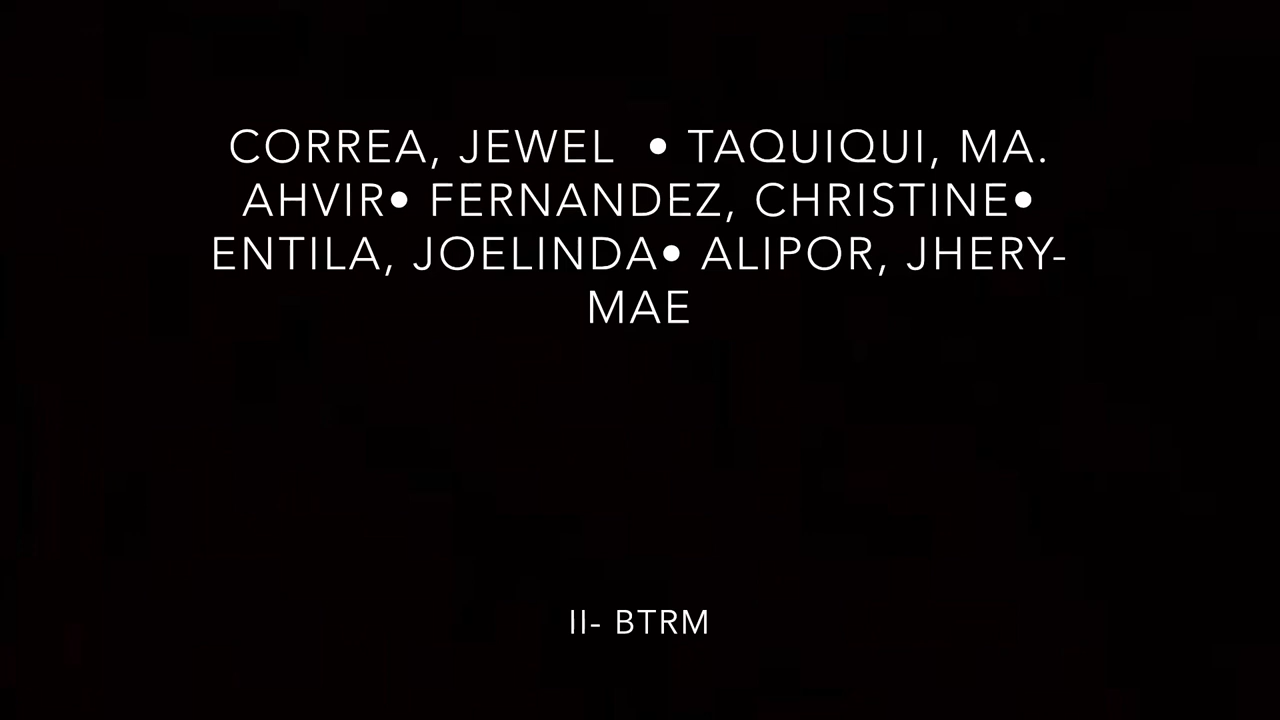 CORREA, JEWEL • TAQUIQUI, MA.
AHVIR• FERNANDEZ, CHRISTINE•
ENTILA, JOELINDA• ALIPOR, JHERY-
MAE
II- BTRM